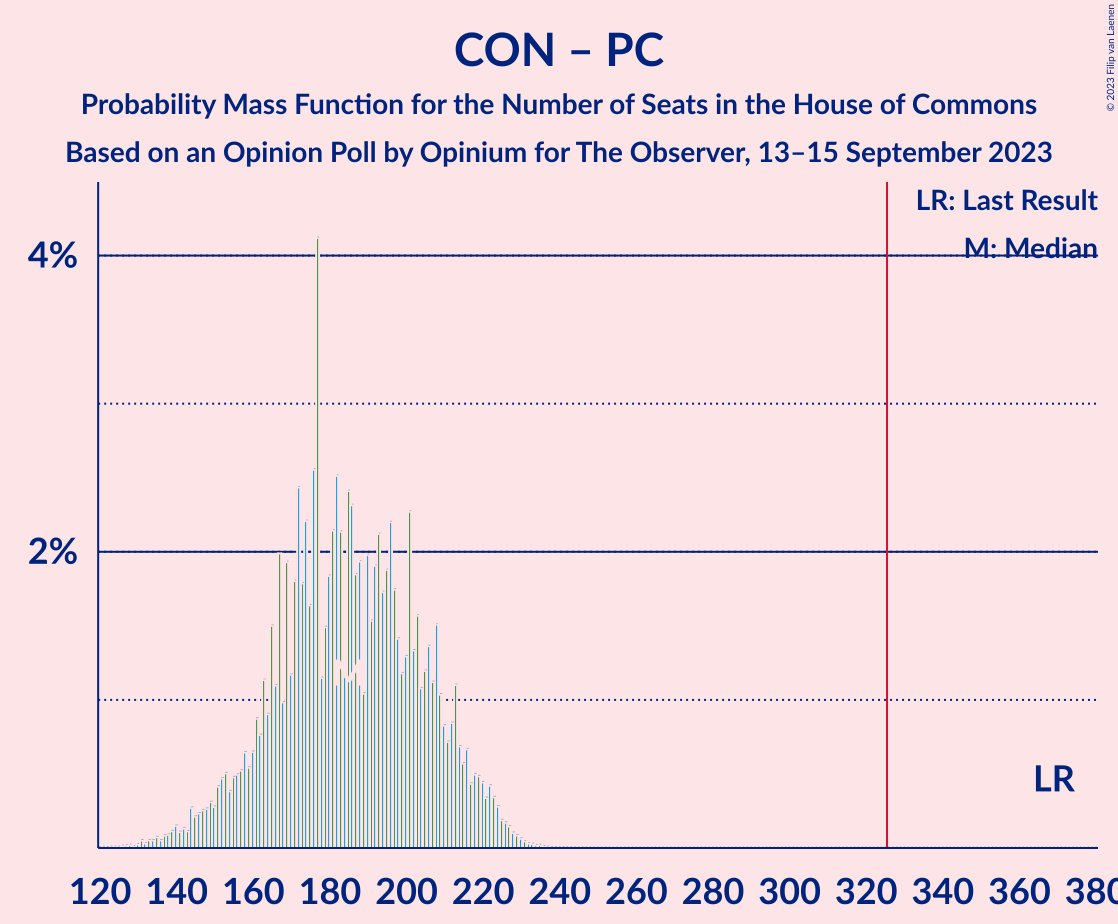 CON – PC
Probability Mass Function for the Number of Seats in the House of Commons
Based on an Opinion Poll by Opinium for The Observer, 13–15 September 2023
© 2023 Filip van Laenen
LR: Last Result
M: Median
4%
2%
LR
120 140 160 180 200 220 240 260 280 300 320 340 360 380